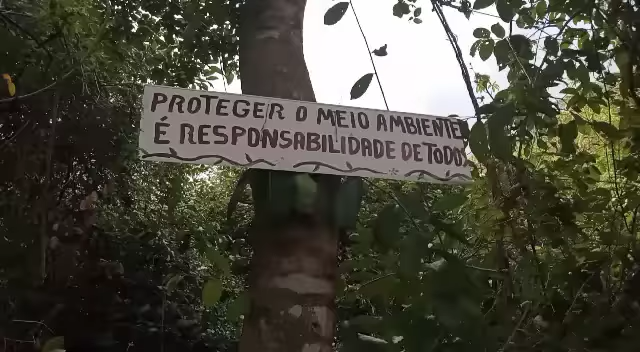 PROTEGER O MEIO AMBIENTE
É RESPONSABILIDADE DE TODOS